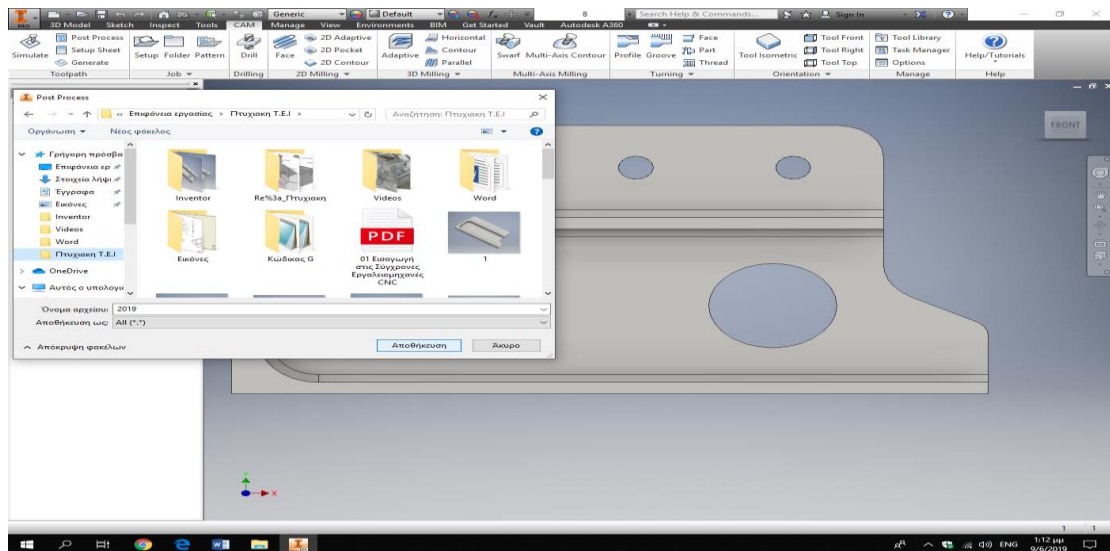 PRO
Generic
Default
8
Search Help & Commands...
Sign In
3D Model Sketch Inspect Tools CAM Manage View Environments BIM Get Started Vault Autodesk A360
Simulate
Post Process
Setup Sheet
Generate
Toolpath
Setup Folder Pattern
Job
Drill
Drilling
Face
2D Adaptive
2D Pocket
2D Contour
2D Milling
Adaptive
Horizontal
Contour
Parallel
3D Milling
Swarf Multi-Axis Contour
Multi-Axis Milling
Profile Groove
Face
Part
Thread
Turning
Tool Isometric
Tool Front
Tool Right
Tool Top
Orientation
Tool Library
Task Manager
Options
Manage
Help/Tutorials
Help
Post Process
« Επιφάνεια εργασίας > Πτυχιακη Τ.Ε.Ι >
Αναζήτηση: Πτυχιακη Τ.Ε.Ι
Οργάνωση
Νέος φάκελος
Γρήγορη πρόσβα
Επιφάνεια ερ
Στοιχεία λήψι
Έγγραφα
Εικόνες
Inventor
Videos
Word
Πτυχιακη Τ.Ε.Ι
OneDrive
Αυτός ο υπολογι
Inventor
Re%3a_Πτυχιακη
Videos
Word
Εικόνες
Κώδικας G
PDF
01 Εισαγωγή
στις Σύγχρονες
Εργαλειομηχανές
CNC
1
Όνομα αρχείου: 2019
Αποθήκευση ως: All (*.*)
Απόκρυψη φακέλων
Αποθήκευση
Άκυρο
FRONT
Y
X
1 1
ENG
1:12 μμ
9/6/2019